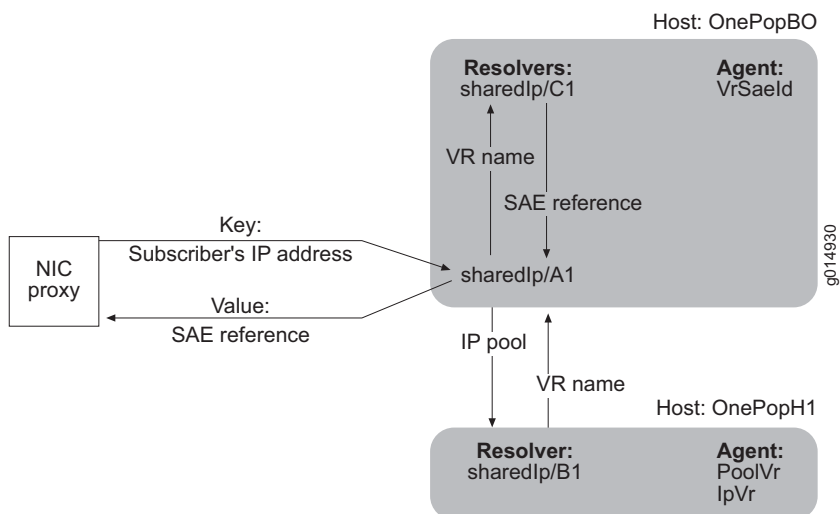 Host: OnePopBO
Resolvers:
sharedIp/C1
Agent:
VrSaeId
VR name
SAE reference
Key:
Subscriber's IP address
NIC
proxy
sharedIp/A1
Value:
SAE reference
IP pool
VR name
Host: OnePopH1
Resolver:
sharedIp/B1
Agent:
PoolVr
IpVr
g014930